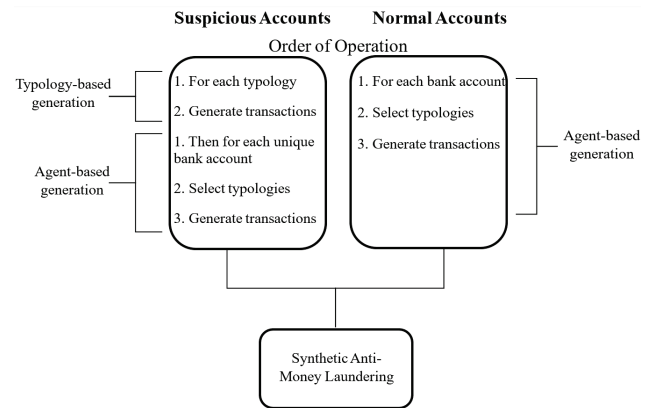 Suspicious Accounts
Normal Accounts
Order of Operation
Typology-based
generation
1. For each typology
2. Generate transactions
Agent-based
generation
1. Then for each unique
bank account
2. Select typologies
3. Generate transactions
1. For each bank account
2. Select typologies
3. Generate transactions
Agent-based
generation
Synthetic Anti-
Money Laundering